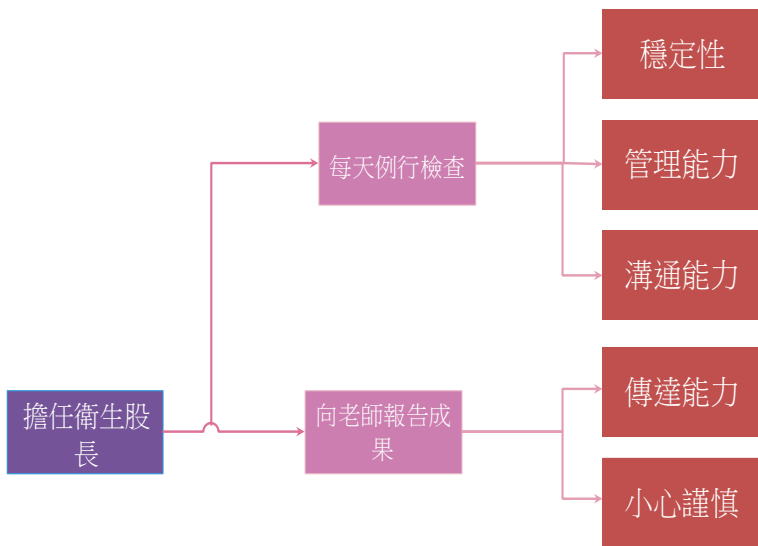 穩定性
每天例行檢查
管理能力
溝通能力
傳達能力
擔任衛生股
長
向老師報告成
果
小心謹慎